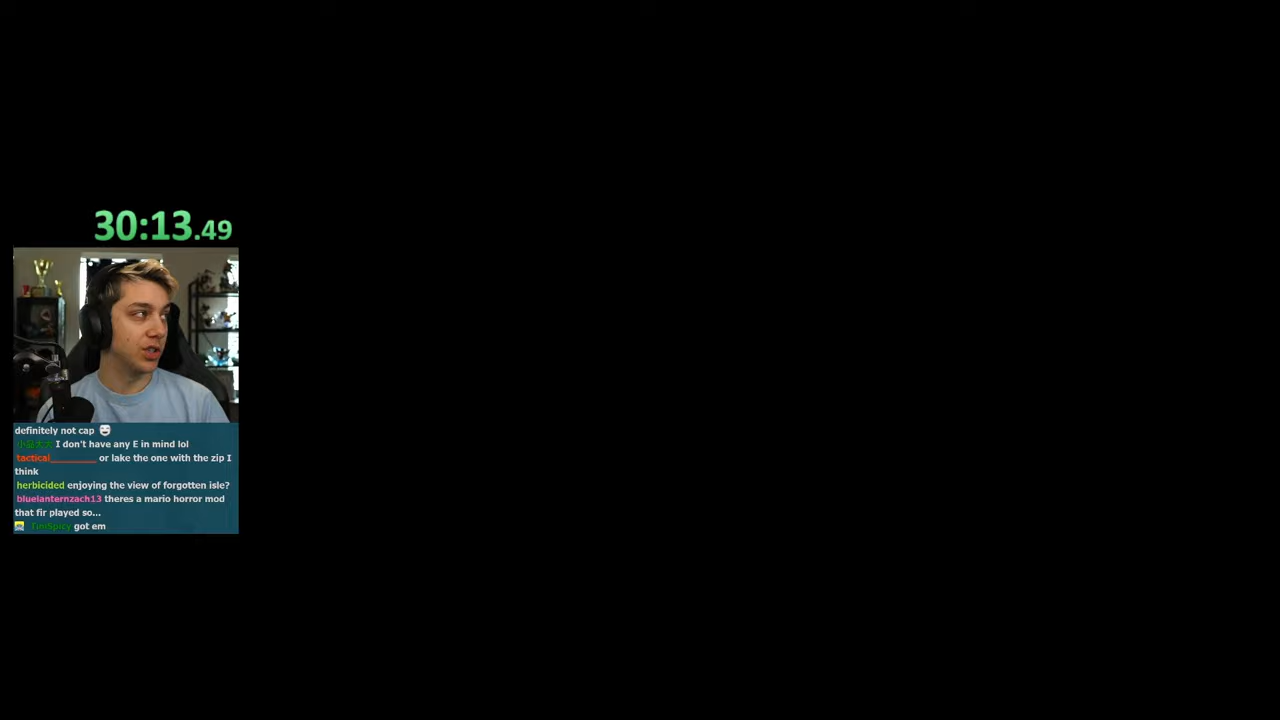 30:13.49
definitely not cap
I don't have any E in mind lol
tactical_________ or lake the one with the zip I
think
herbicided enjoying the view of forgotten isle?
bluelanternzach13 theres a mario horror mod
that fir played so...
TimSpicy got em